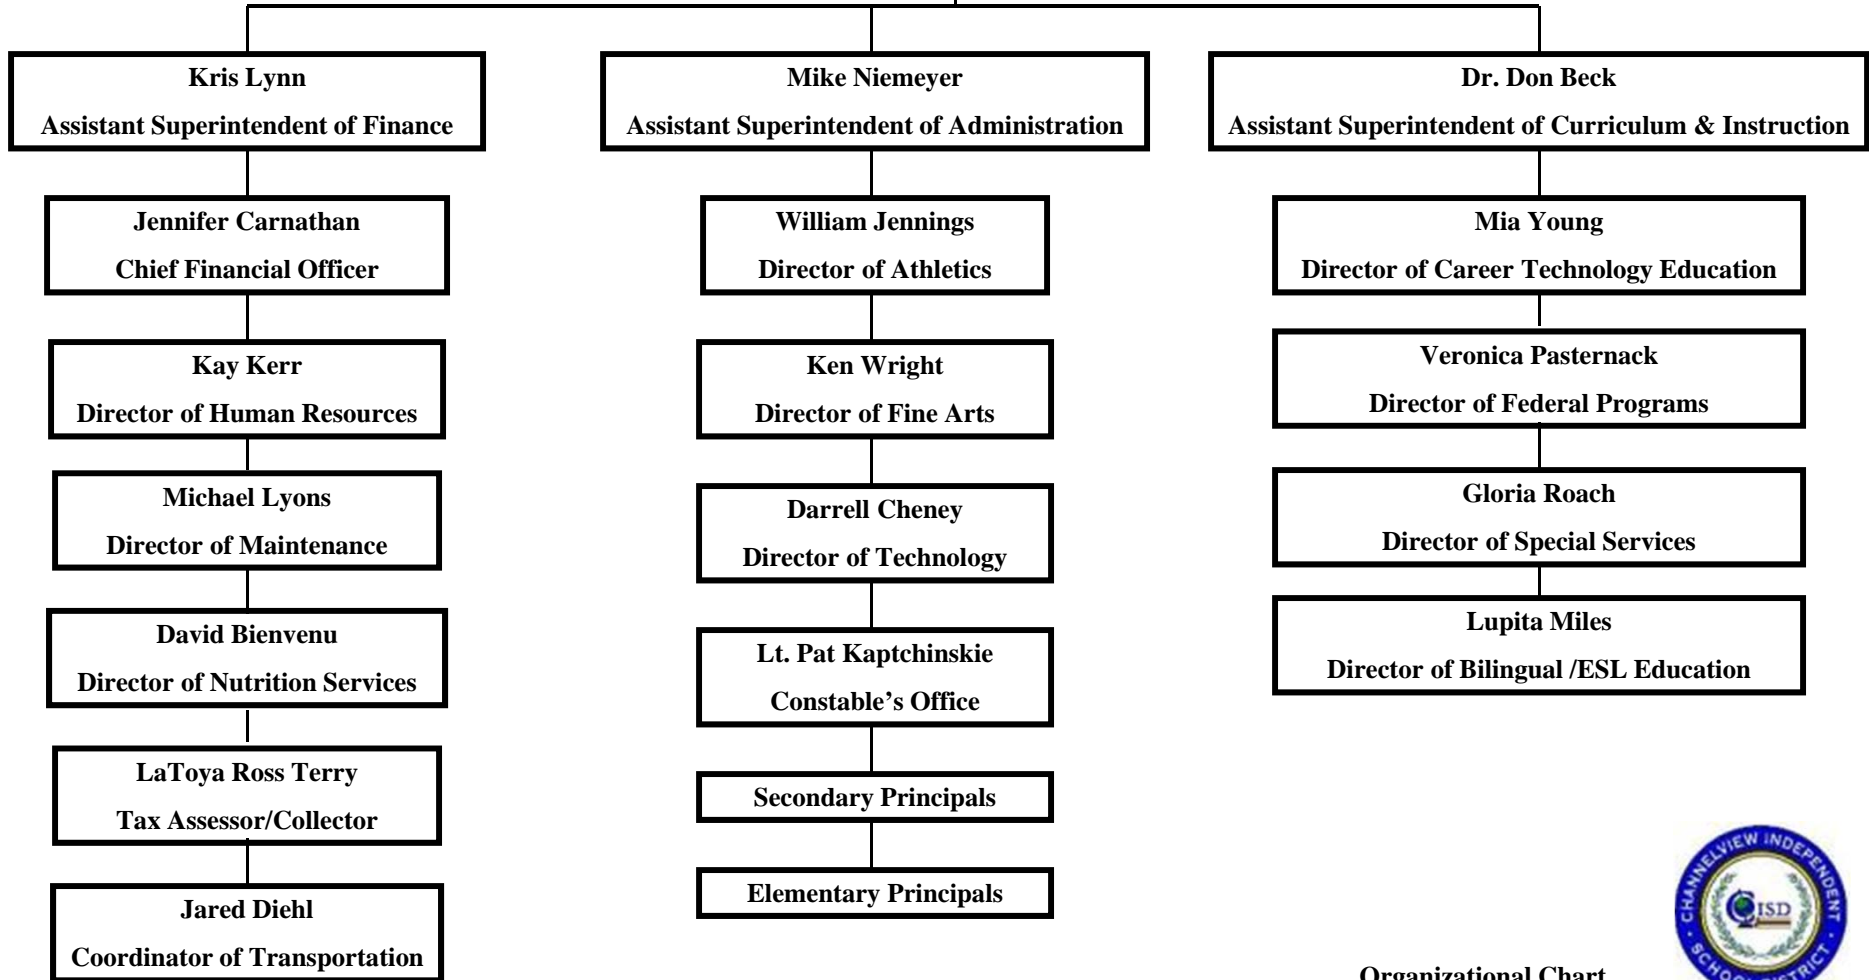 Kris Lynn
Assistant Superintendent of Finance
Jennifer Carnathan
Chief Financial Officer
Kay Kerr
Director of Human Resources
Michael Lyons
Director of Maintenance
David Bienvenu
Director of Nutrition Services
LaToya Ross Terry
Tax Assessor/Collector
Jared Diehl
Coordinator of Transportation
Mike Niemeyer
Assistant Superintendent of Administration
William Jennings
Director of Athletics
Ken Wright
Director of Fine Arts
Darrell Cheney
Director of Technology
Lt. Pat Kaptchinskie
Constable’s Office
Secondary Principals
Elementary Principals
Dr. Don Beck
Assistant Superintendent of Curriculum & Instruction
Mia Young
Director of Career Technology Education
Veronica Pasternack
Director of Federal Programs
Gloria Roach
Director of Special Services
Lupita Miles
Director of Bilingual /ESL Education
CHANNELVIEW INDEPENDENT
SCHOOL DISTRICT
CISD
Organizational Chart